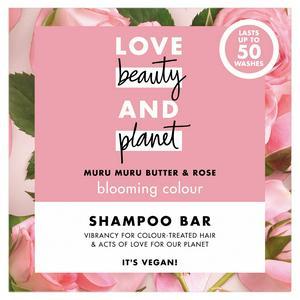 LASTS
UP TO
50
WASHES
LOVE
beauty
AND
planet
MURU MURU BUTTER & ROSE
blooming colour
SHAMPOO BAR
VIBRANCY FOR COLOUR-TREATED HAIR
& ACTS OF LOVE FOR OUR PLANET
IT'S VEGAN!